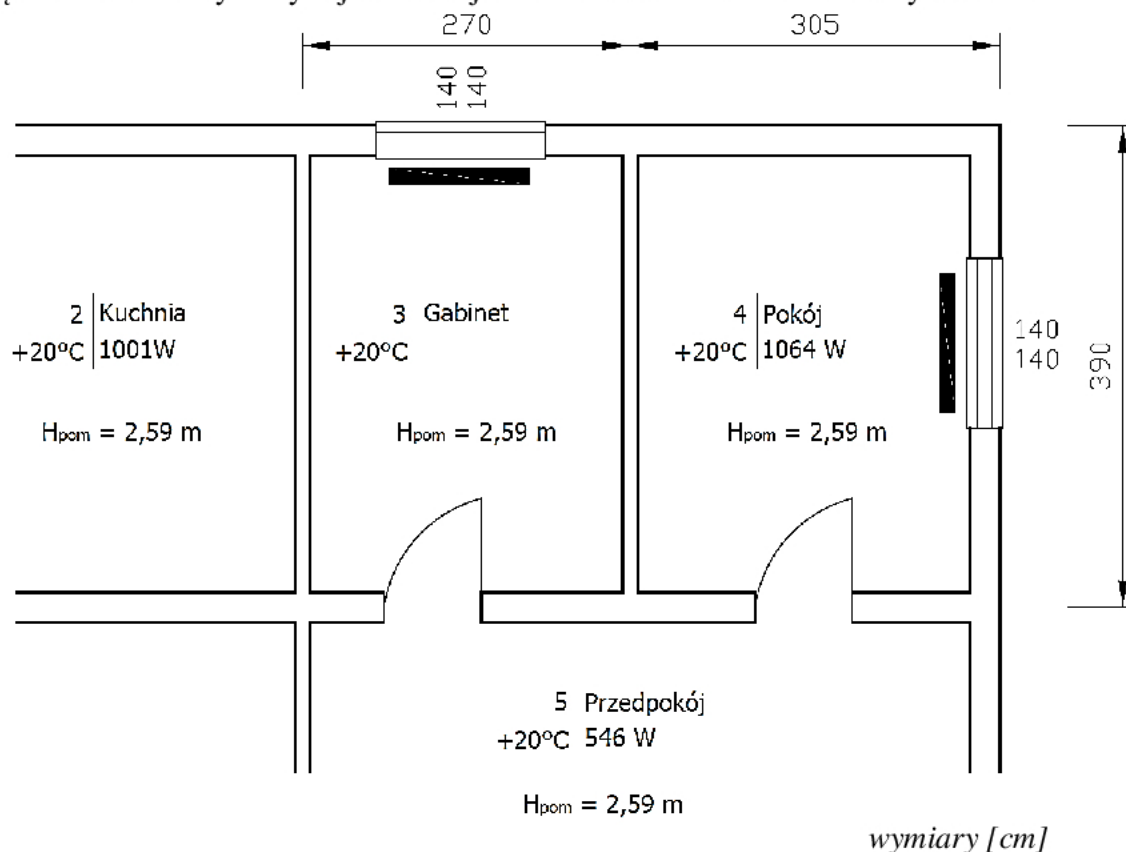 270
305
140
140
2 Kuchnia
+20°C 1001W
Hpom = 2,59 m
3 Gabinet
+20°C
Hpom = 2,59 m
4 Pokój
+20°C 1064 W
Hpom = 2,59 m
140
140
390
5 Przedpokój
+20°C 546 W
Hpom = 2,59 m
wymiary [cm]